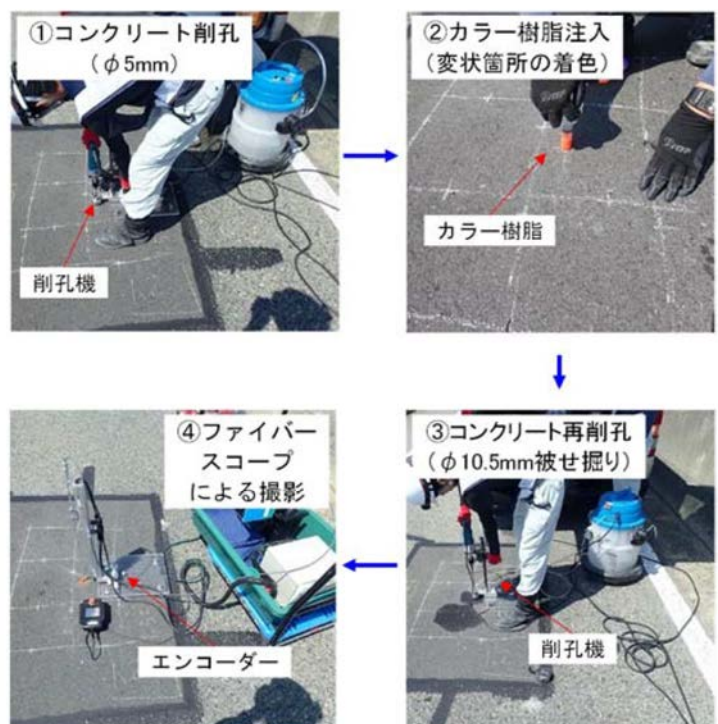 ①コンクリート削孔
(φ5mm)
削孔機
②カラー樹脂注入
(変状箇所の着色)
カラー樹脂
③コンクリート再削孔
(φ10.5mm被せ掘り)
削孔機
④ファイバー
スコープ
による撮影
エンコーダー